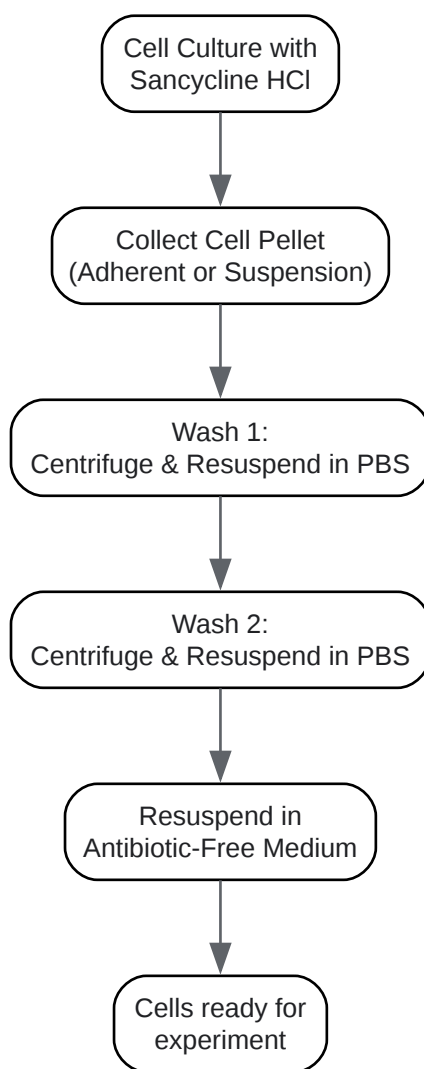 Cell Culture with
Sancycline HCl
Collect Cell Pellet
(Adherent or Suspension)
Wash 1:
Centrifuge & Resuspend in PBS
Wash 2:
Centrifuge & Resuspend in PBS
Resuspend in
Antibiotic-Free Medium
Cells ready for
experiment